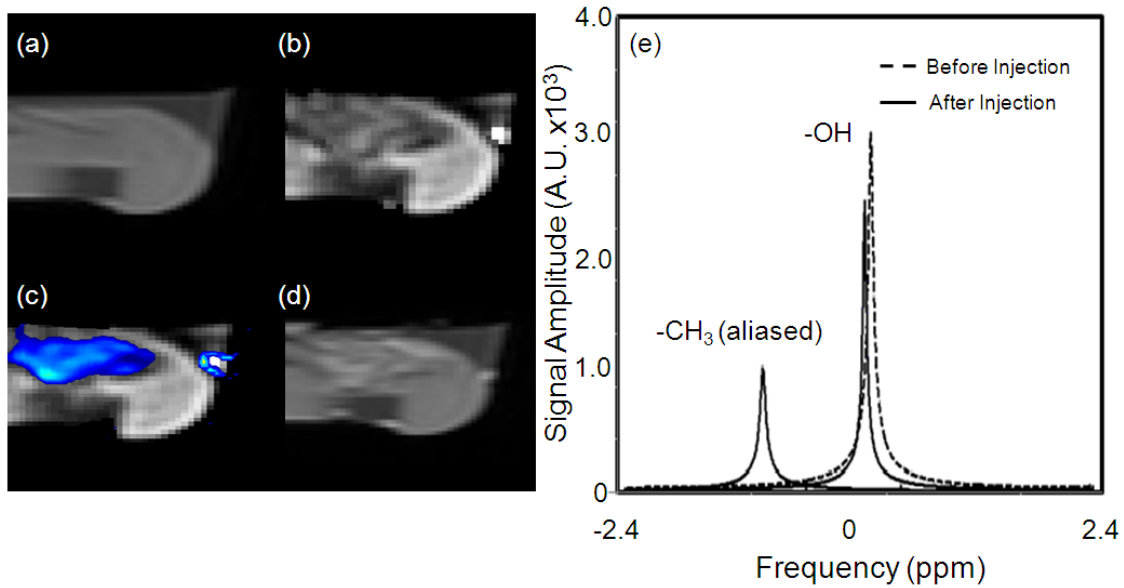 (a)
(b)
(c)
(d)
(e)
4.0
3.0
2.0
1.0
0
Signal Amplitude (A.U. x10³)
Before Injection
After Injection
-OH
-CH₃ (aliased)
-2.4
0
2.4
Frequency (ppm)